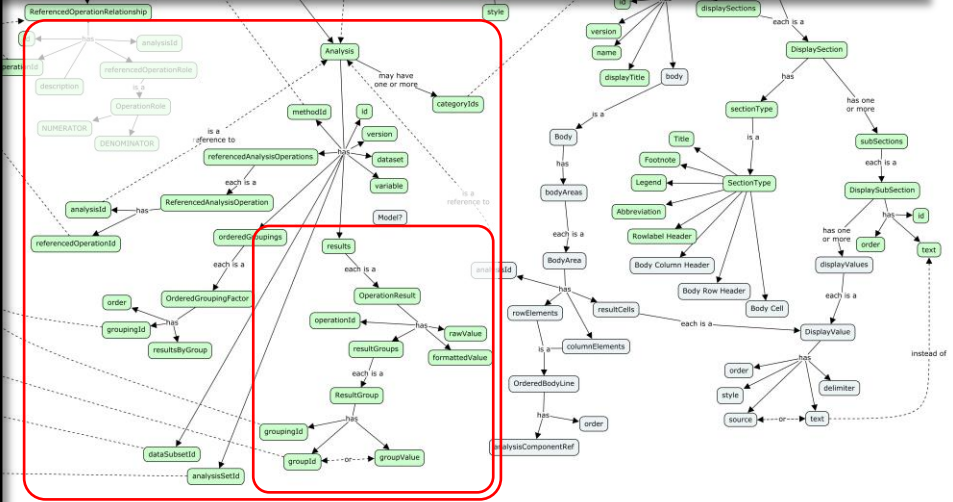 ReferencedOperationRelationship
style
id
displaySections
each is a
id
has
analysisId
Analysis
version
name
displayTitle
body
DisplaySection
referencedOperationRole
description
is a
OperationRole
NUMERATOR
DENOMINATOR
may have
one or more
categoryIds
has
sectionType
has one
or more
is a
reference to
methodId
id
version
is a
Body
is a
subSections
referencedAnalysisOperations
has
dataset
variable
has
Title
Footnote
Legend
SectionType
each is a
each is a
ReferencedAnalysisOperation
bodyAreas
Abbreviation
DisplaySubSection
analysisId
has
is a
reference to
Model?
has
id
referencedOperationId
orderedGroupings
results
each is a
Rowlabel Header
has one
or more
order
text
each is a
each is a
BodyArea
Body Column Header
displayValues
analysisId
has
Body Row Header
order
OrderedGroupingFactor
OperationResult
rowElements
resultCells
Body Cell
each is a
groupingId
has
operationId
has
rawValue
each is a
DisplayValue
resultsByGroup
resultGroups
formattedValue
is a
columnElements
instead of
each is a
has
ResultGroup
OrderedBodyLine
order
delimiter
style
has
has
order
source
or
text
groupingId
analysisComponentRef
dataSubsetId
groupId
or
groupValue
analysisSetId